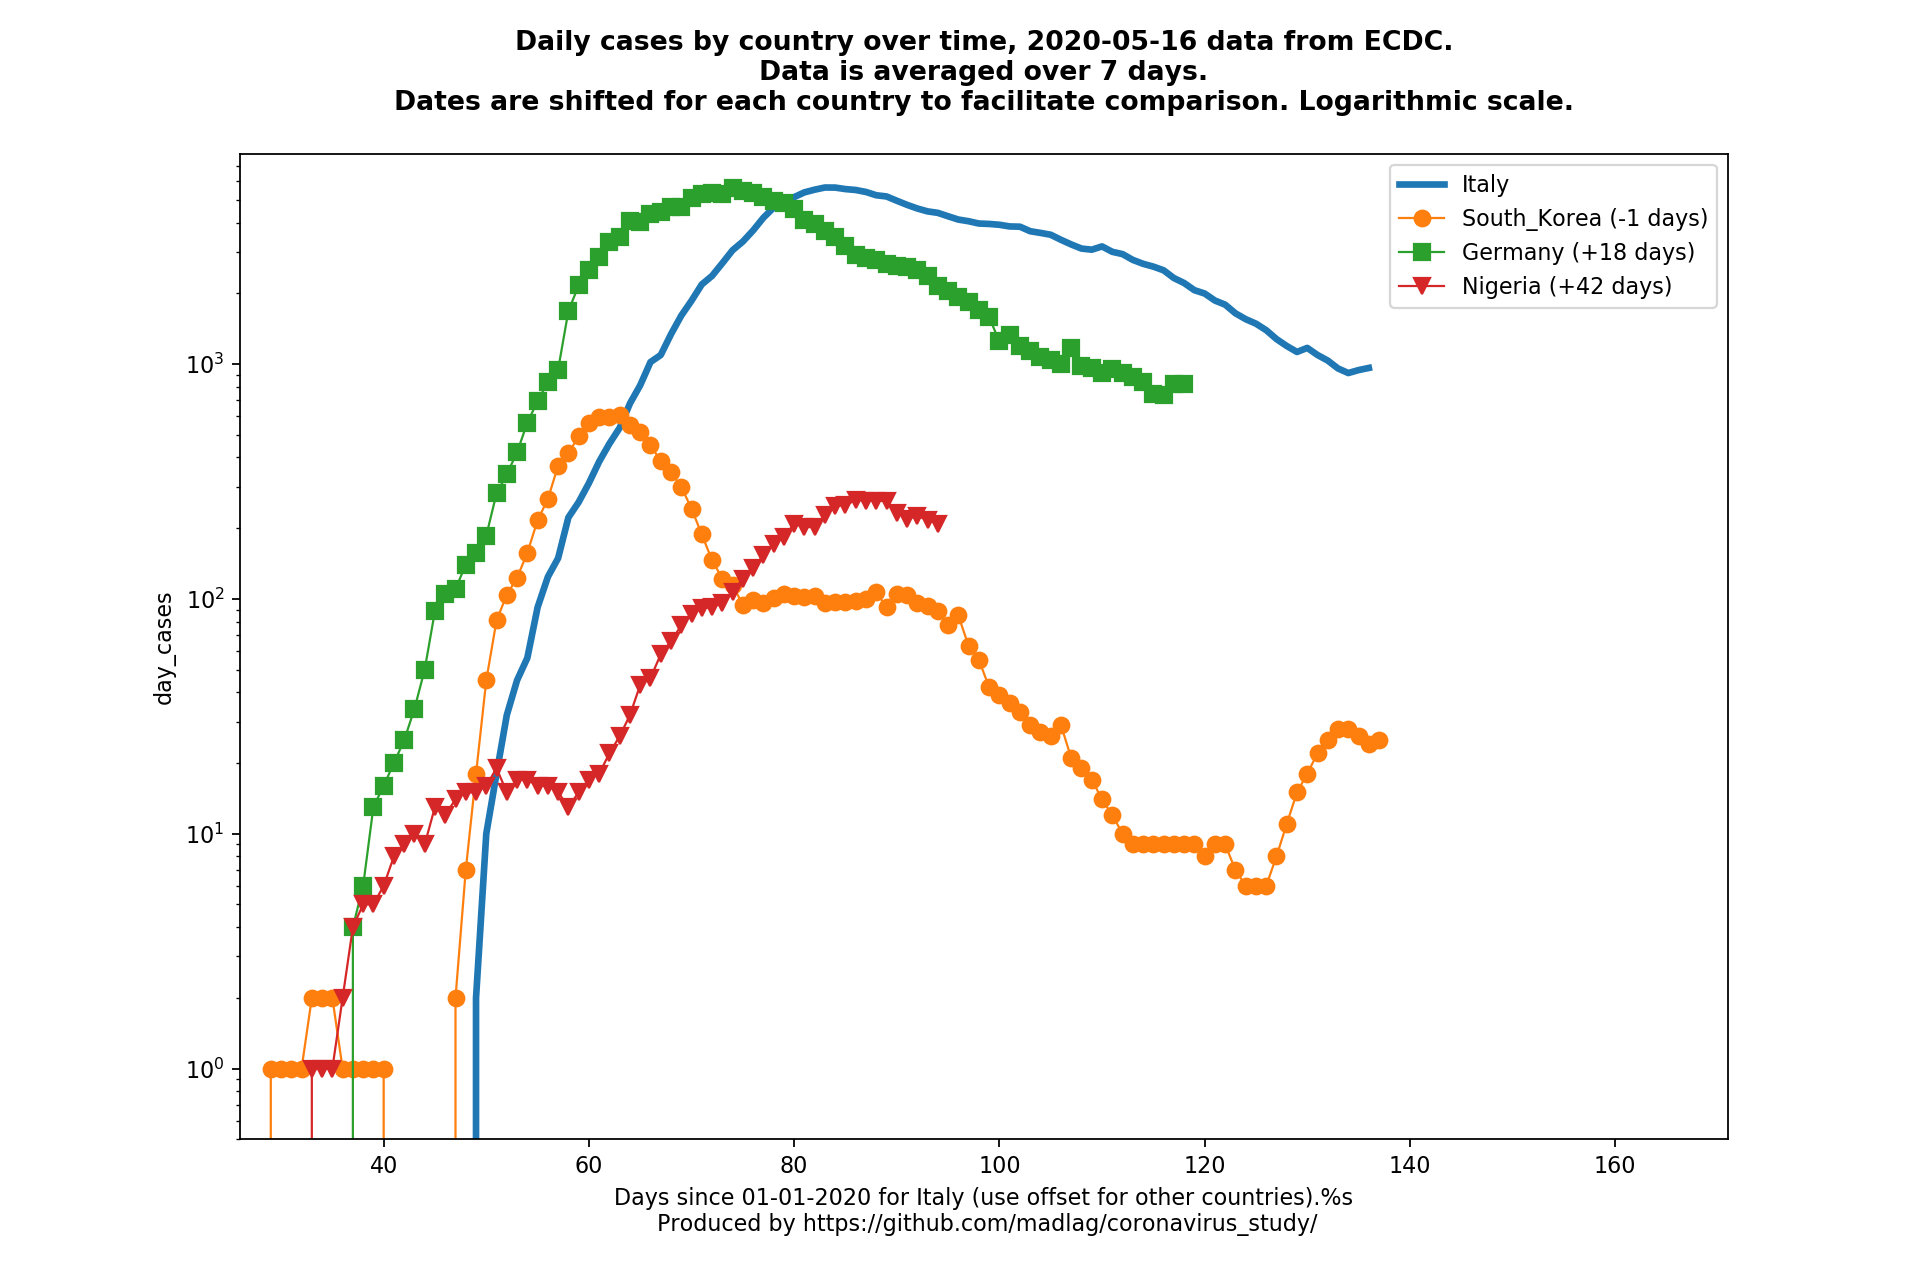 Daily cases by country over time, 2020-05-16 data from ECDC.
Data is averaged over 7 days.
Dates are shifted for each country to facilitate comparison. Logarithmic scale.
Italy
South_Korea (-1 days)
Germany (+18 days)
Nigeria (+42 days)
day_cases
10³
10²
10¹
10⁰
40 60 80 100 120 140 160
Days since 01-01-2020 for Italy (use offset for other countries).%s
Produced by https://github.com/madlag/coronavirus_study/